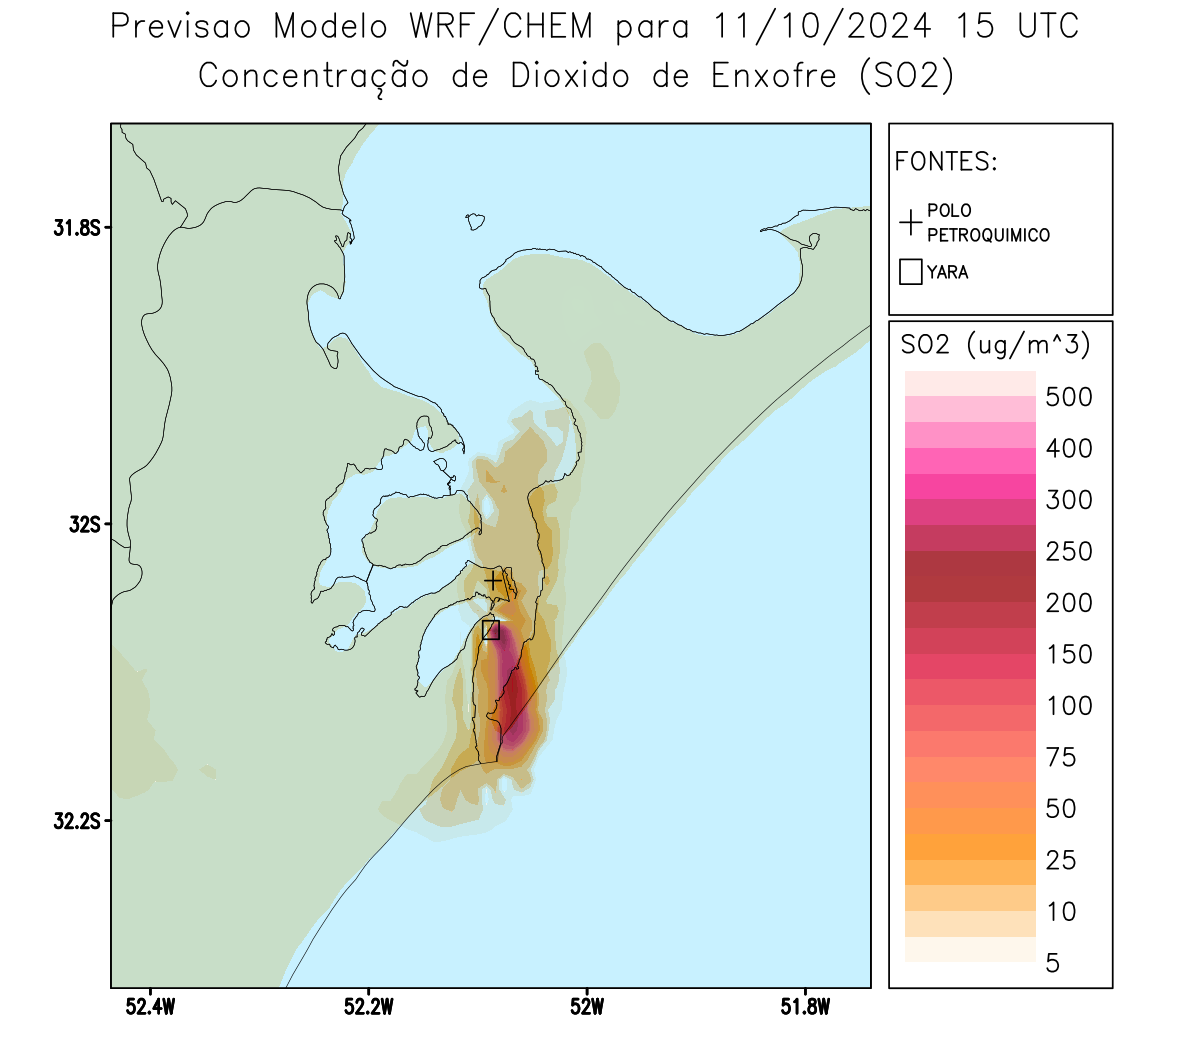 Previsao Modelo WRF/CHEM para 11/10/2024 15 UTC
Concentração de Dioxido de Enxofre (SO2)
FONTES:
POLO
PETROQUIMICO
YARA
SO2 (ug/m^3)
500
400
300
250
200
150
100
75
50
25
10
5
31.8S
32S
32.2S
52.4W
52.2W
52W
51.8W